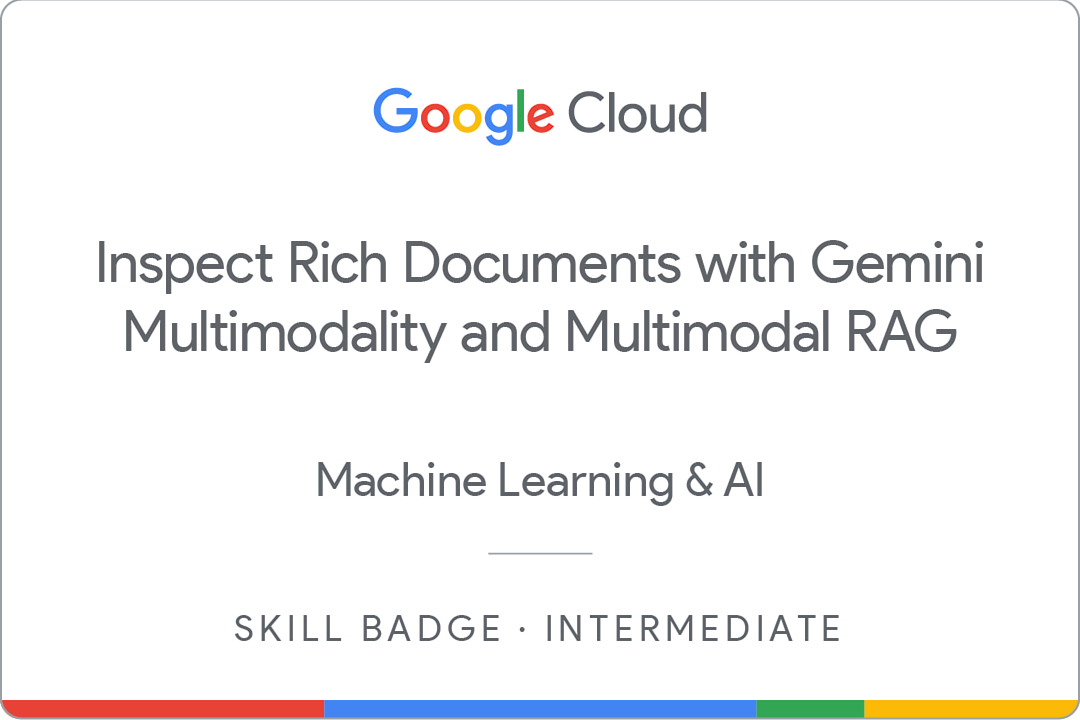 Google Cloud
Inspect Rich Documents with Gemini
Multimodality and Multimodal RAG
Machine Learning & AI
SKILL BADGE · INTERMEDIATE